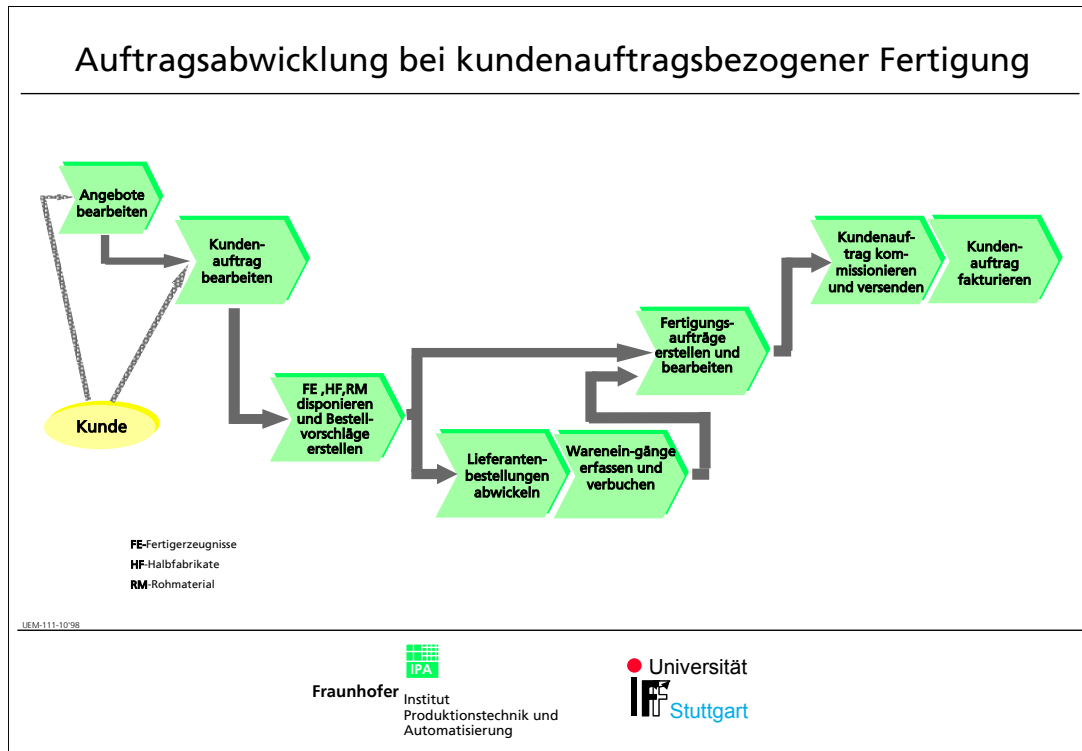 Auftragsabwicklung bei kundenauftragsbezogener Fertigung
Angebote
bearbeiten
Kunden-
auftrag
bearbeiten
Kundenauf-
trag kom-
missionieren
und versenden
Kunden-
auftrag
fakturieren
Fertigungs-
aufträge
erstellen und
bearbeiten
FE ,HF,RM
disponieren
und Bestell-
vorschläge
erstellen
Kunde
Lieferanten-
bestellungen
abwickeln
Warenein-gänge
erfassen und
verbuchen
FE-Fertigerzeugnisse
HF-Halbfabrikate
RM-Rohmaterial
UEM-111-10'98
IPA
Fraunhofer Institut
Produktionstechnik und
Automatisierung
Universität
IFF
Stuttgart